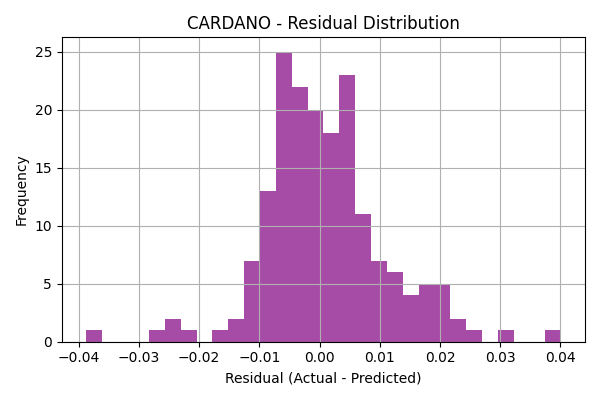 CARDANO - Residual Distribution
25
20
15
10
5
0
Frequency
−0.04 −0.03 −0.02 −0.01 0.00 0.01 0.02 0.03 0.04
Residual (Actual - Predicted)